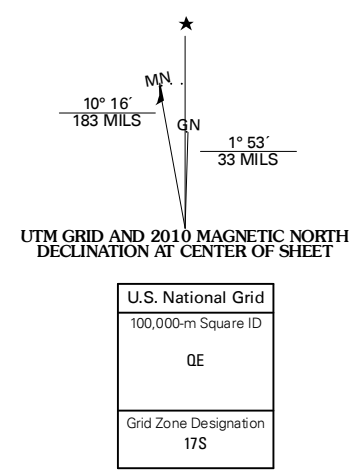 ★
MN
10° 16´
183 MILS
GN
1° 53´
33 MILS
UTM GRID AND 2010 MAGNETIC NORTH
DECLINATION AT CENTER OF SHEET
U.S. National Grid
100,000-m Square ID
QE
Grid Zone Designation
17S